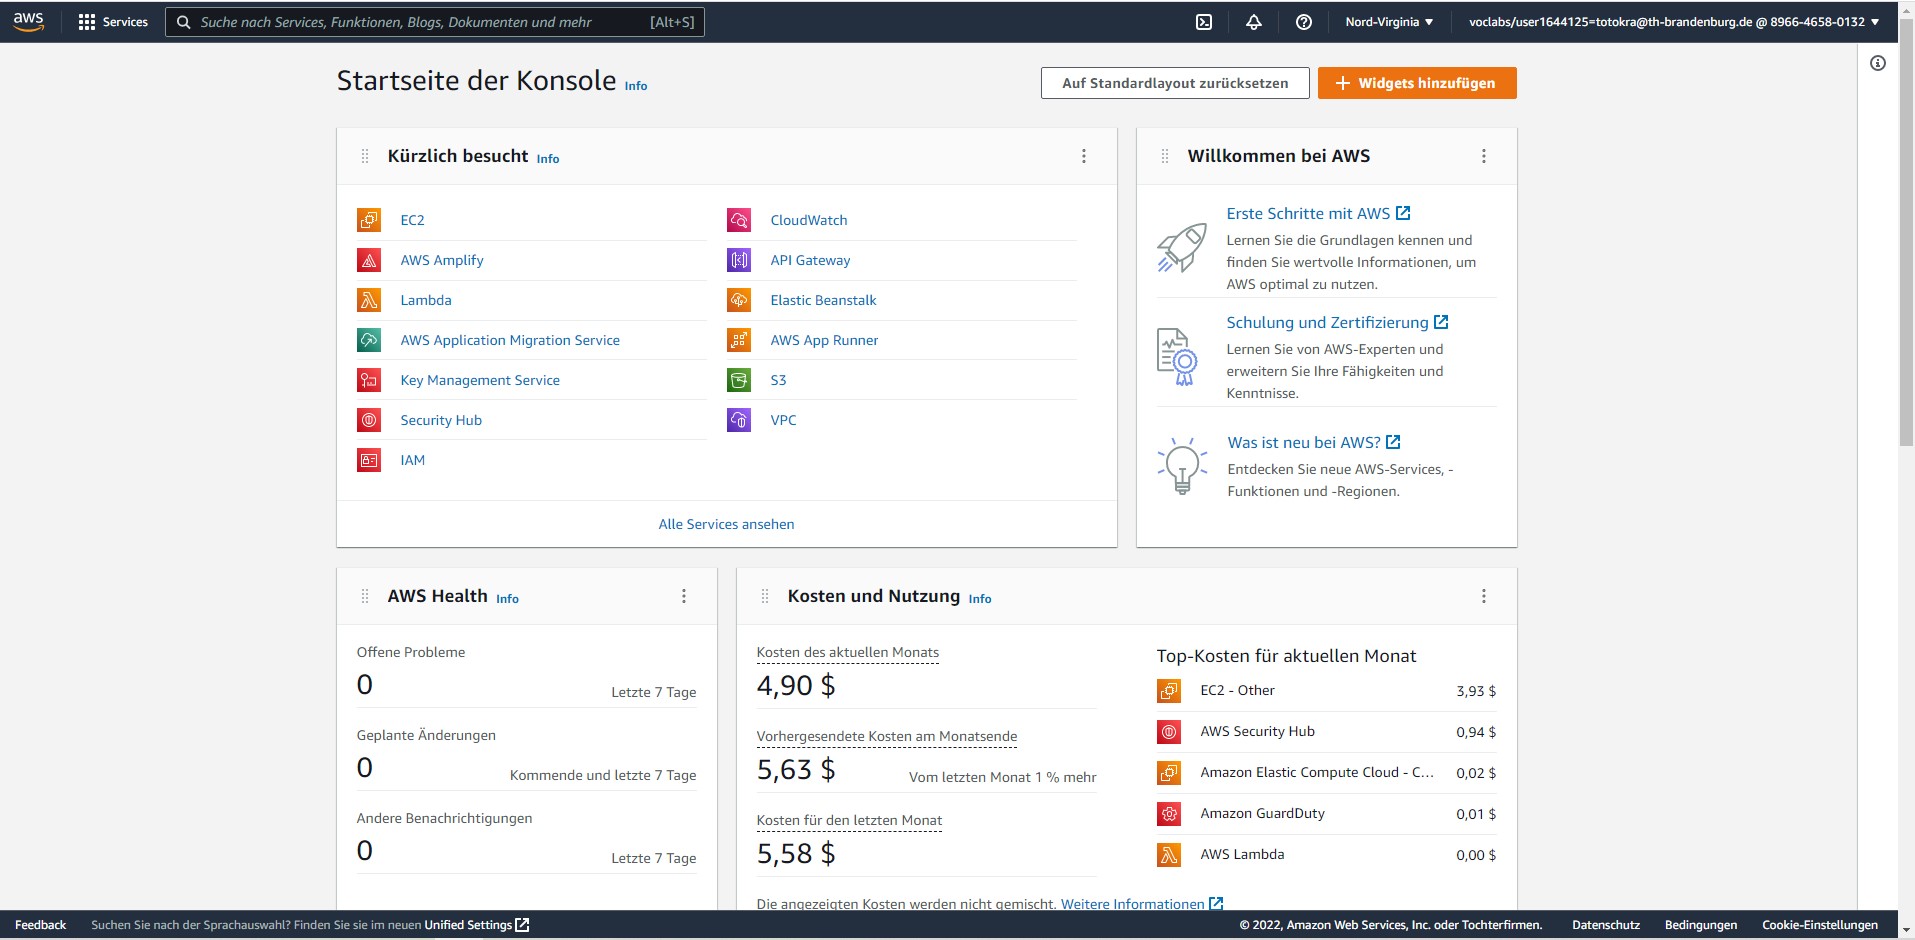 aws
Services
Suche nach Services, Funktionen, Blogs, Dokumenten und mehr
[Alt+S]
Nord-Virginia
voclabs/user1644125=totokra@th-brandenburg.de @ 8966-4658-0132
Startseite der Konsole Info
Auf Standardlayout zurücksetzen
Widgets hinzufügen
Kürzlich besucht Info
EC2
AWS Amplify
Lambda
AWS Application Migration Service
Key Management Service
Security Hub
IAM
CloudWatch
API Gateway
Elastic Beanstalk
AWS App Runner
S3
VPC
Alle Services ansehen
Willkommen bei AWS
Erste Schritte mit AWS
Lernen Sie die Grundlagen kennen und
finden Sie wertvolle Informationen, um
AWS optimal zu nutzen.
Schulung und Zertifizierung
Lernen Sie von AWS-Experten und
erweitern Sie Ihre Fähigkeiten und
Kenntnisse.
Was ist neu bei AWS?
Entdecken Sie neue AWS-Services, -
Funktionen und -Regionen.
AWS Health Info
Offene Probleme
0
Letzte 7 Tage
Geplante Änderungen
0
Kommende und letzte 7 Tage
Andere Benachrichtigungen
0
Letzte 7 Tage
Kosten und Nutzung Info
Kosten des aktuellen Monats
4,90 $
Vorhergesendete Kosten am Monatsende
5,63 $
Vom letzten Monat 1 % mehr
Kosten für den letzten Monat
5,58 $
Top-Kosten für aktuellen Monat
EC2 - Other 3,93 $
AWS Security Hub 0,94 $
Amazon Elastic Compute Cloud - C... 0,02 $
Amazon GuardDuty 0,01 $
AWS Lambda 0,00 $
Die angezeigten Kosten werden nicht gemischt. Weitere Informationen
Feedback
Suchen Sie nach der Sprachauswahl? Finden Sie sie im neuen Unified Settings
© 2022, Amazon Web Services, Inc. oder Tochterfirmen.
Datenschutz
Bedingungen
Cookie-Einstellungen